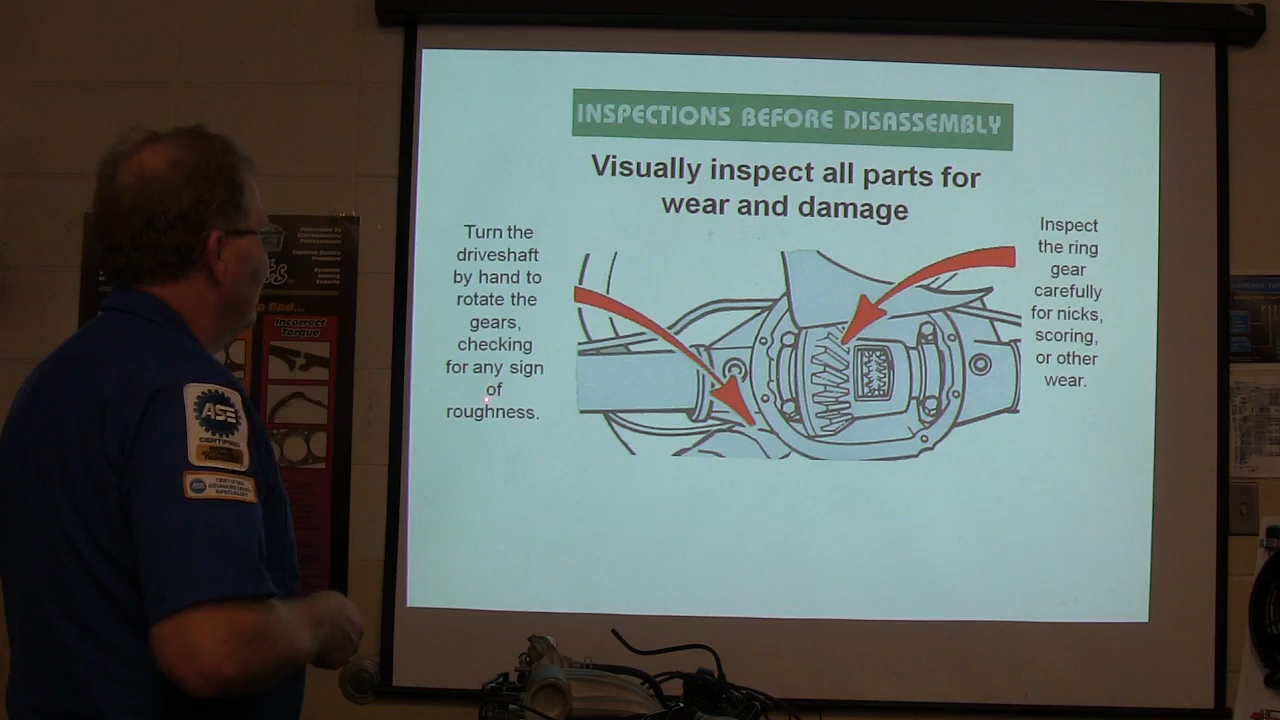 INSPECTIONS BEFORE DISASSEMBLY
Visually inspect all parts for
wear and damage
Turn the
driveshaft
by hand to
rotate the
gears,
checking
for any sign
of
roughness.
Inspect
the ring
gear
carefully
for nicks,
scoring,
or other
wear.
ASE
CERTIFIED
Incorrect
Torque